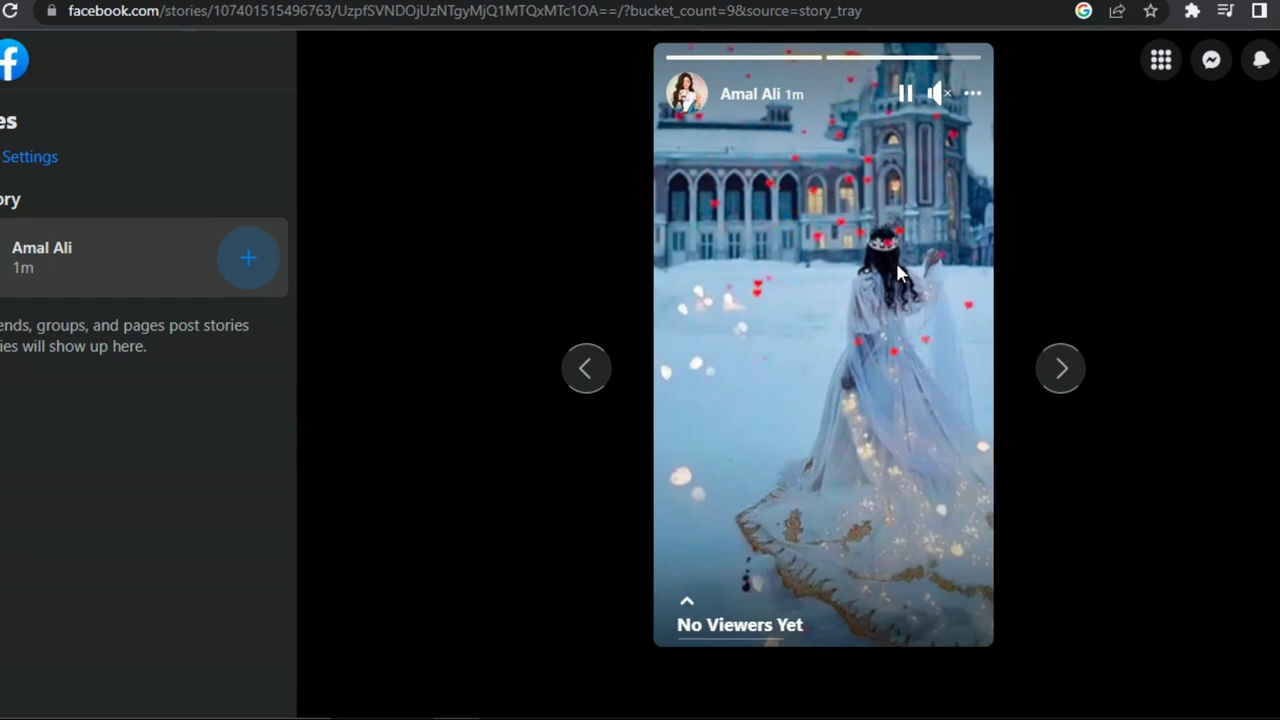 facebook.com/stories/107401515496763/UzpfSVNDOjUzNTgyMjQ1MTQxMTc1OA==/?bucket_count=9&source=story_tray
es
Settings
ory
Amal Ali
1m
ends, groups, and pages post stories
ies will show up here.
Amal Ali 1m
No Viewers Yet